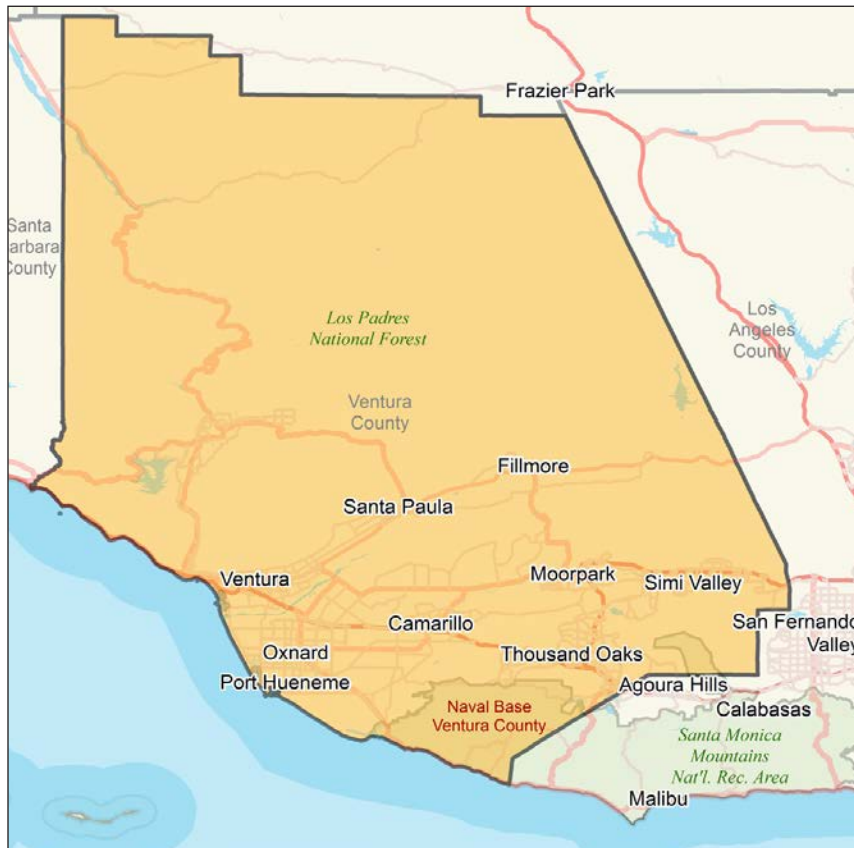 Frazier Park
Santa
arbara
County
Los
Angeles
County
Los Padres
National Forest
Ventura
County
Fillmore
Santa Paula
Ventura
Moorpark
Simi Valley
Camarillo
San Fernando
Valley
Oxnard
Thousand Oaks
Port Hueneme
Agoura Hills
Naval Base
Ventura County
Calabasas
Santa Monica
Mountains
Nat'l. Rec. Area
Malibu